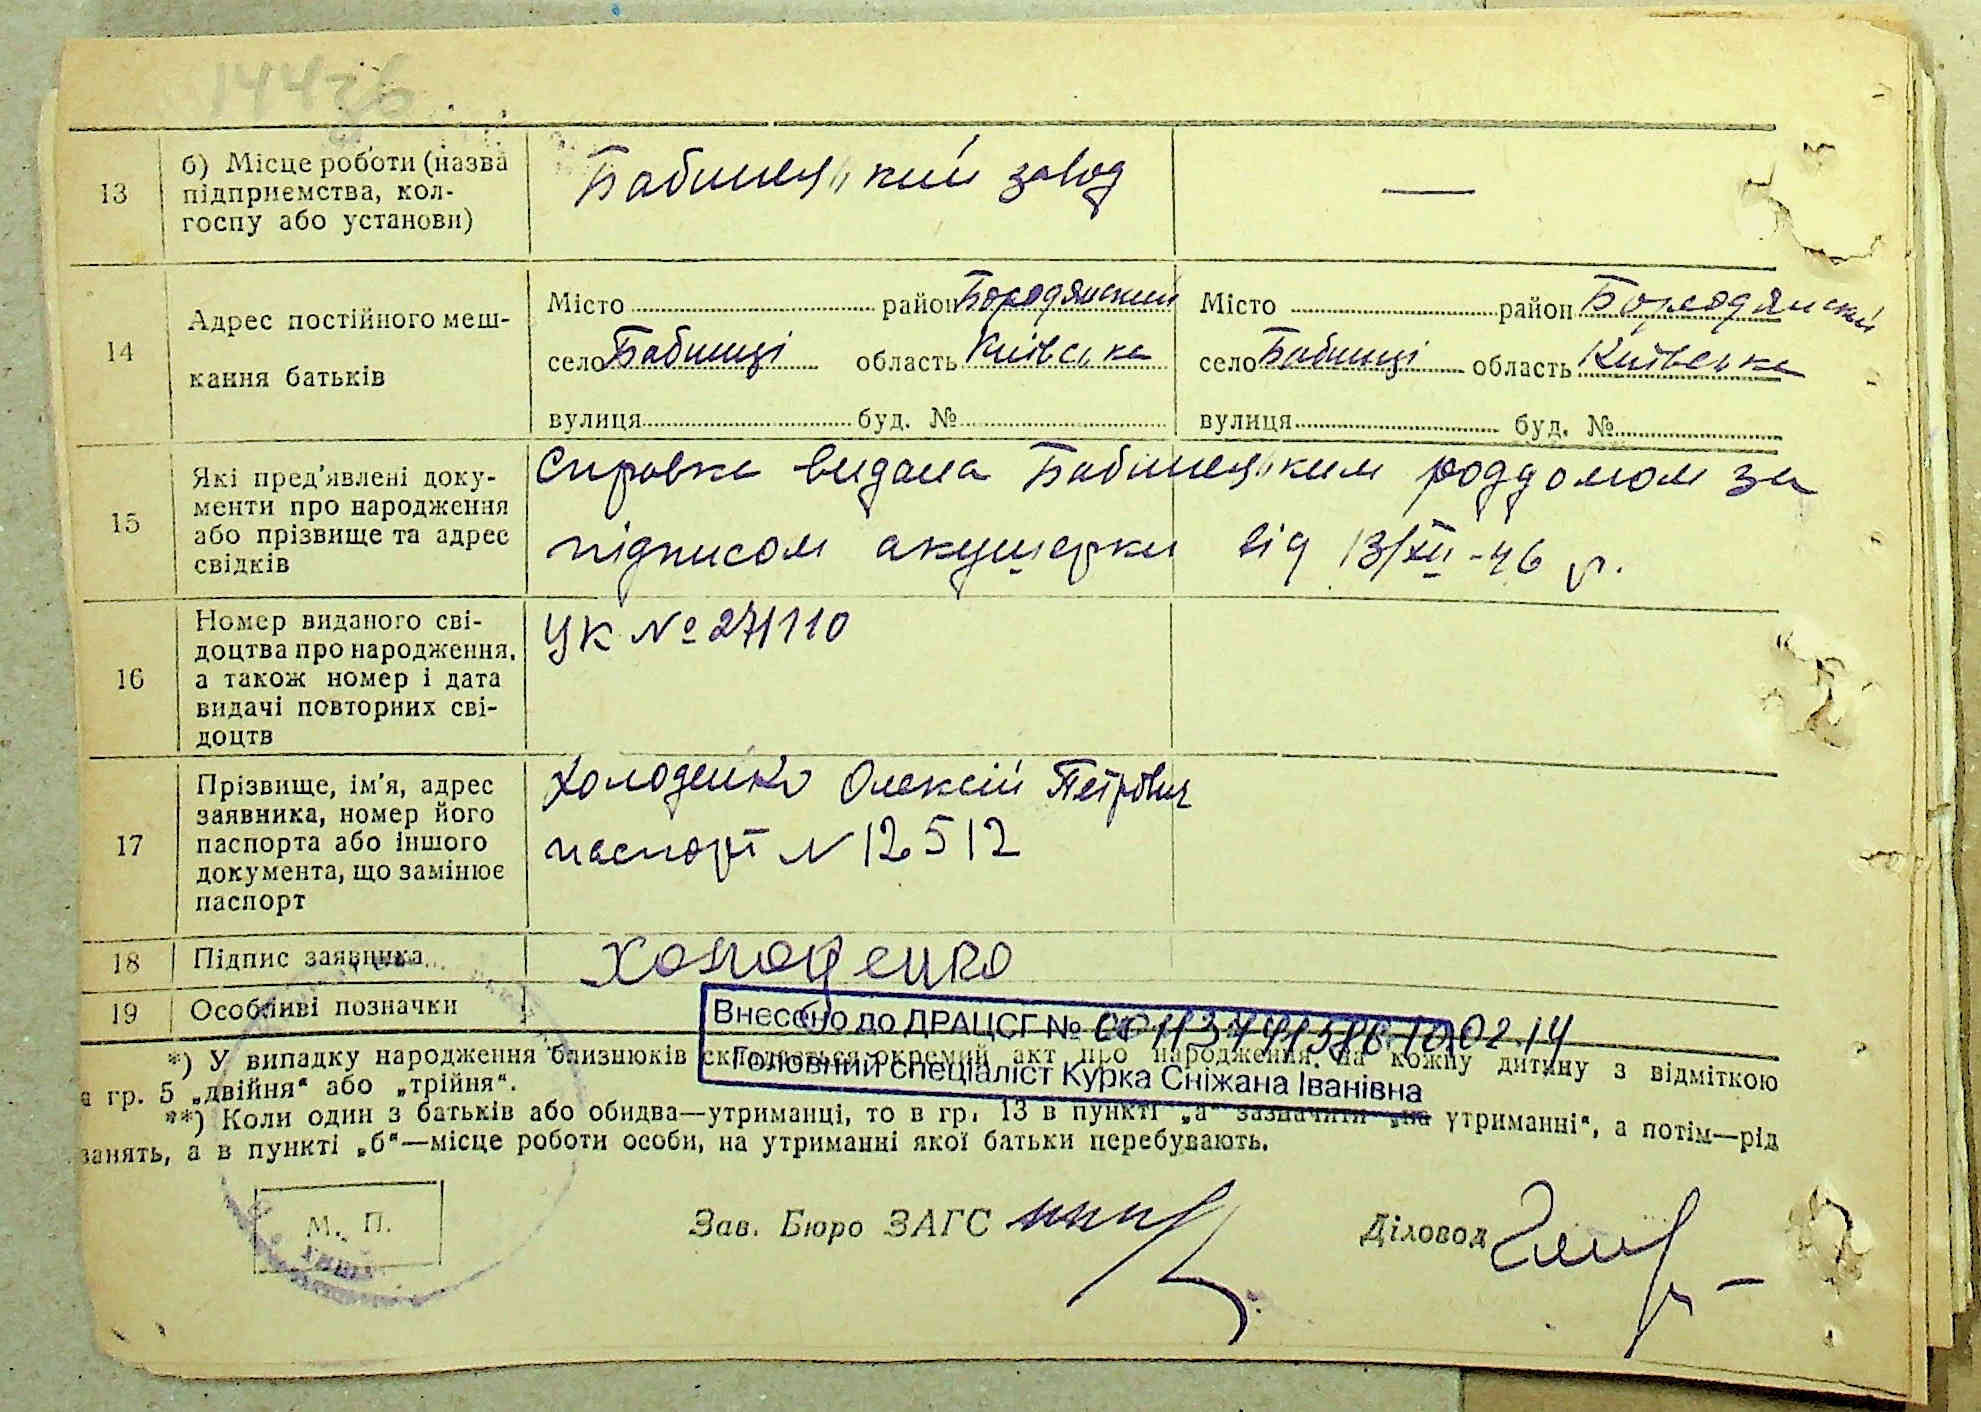 14426
13
б) Місце роботи (назва
підприємства, кол-
госпу або установи)
Бабинецький завод
—
14
Адрес постійного меш-
кання батьків
Місто район Бородянський
село Бабинці область Київська
вулиця буд. №
Місто район Бородянский
село Бабинці область Київська
вулиця буд. №
15
Які пред'явлені доку-
менти про народження
або прізвище та адрес
свідків
Справка видана Бабинецьким роддомом за
підписом акушерки від 13/XII-46 р.
16
Номер виданого сві-
доцтва про народження,
а також номер і дата
видачі повторних сві-
доцтв
УК № 271110
17
Прізвище, ім'я, адрес
заявника, номер його
паспорта або іншого
документа, що замінює
паспорт
Холоденко Олексій Петрович
паспорт N 12512
18
Підпис заявника
Холоденко
19
Особливі позначки
Внесено до ДРАЦСГ № 10.02.14
Головний спеціаліст Курка Сніжана Іванівна
*) У випадку народження близнюків складається окремий акт про народження на кожну дитину з відміткою
гр. 5 „двійня“ або „трійня“.
**) Коли один з батьків або обидва—утриманці, то в гр. 13 в пункті „а“ зазначити „на утриманні“, а потім—рід
занять, а в пункті „б“—місце роботи особи, на утриманні якої батьки перебувають.
М. П.
Зав. Бюро ЗАГС
Діловод